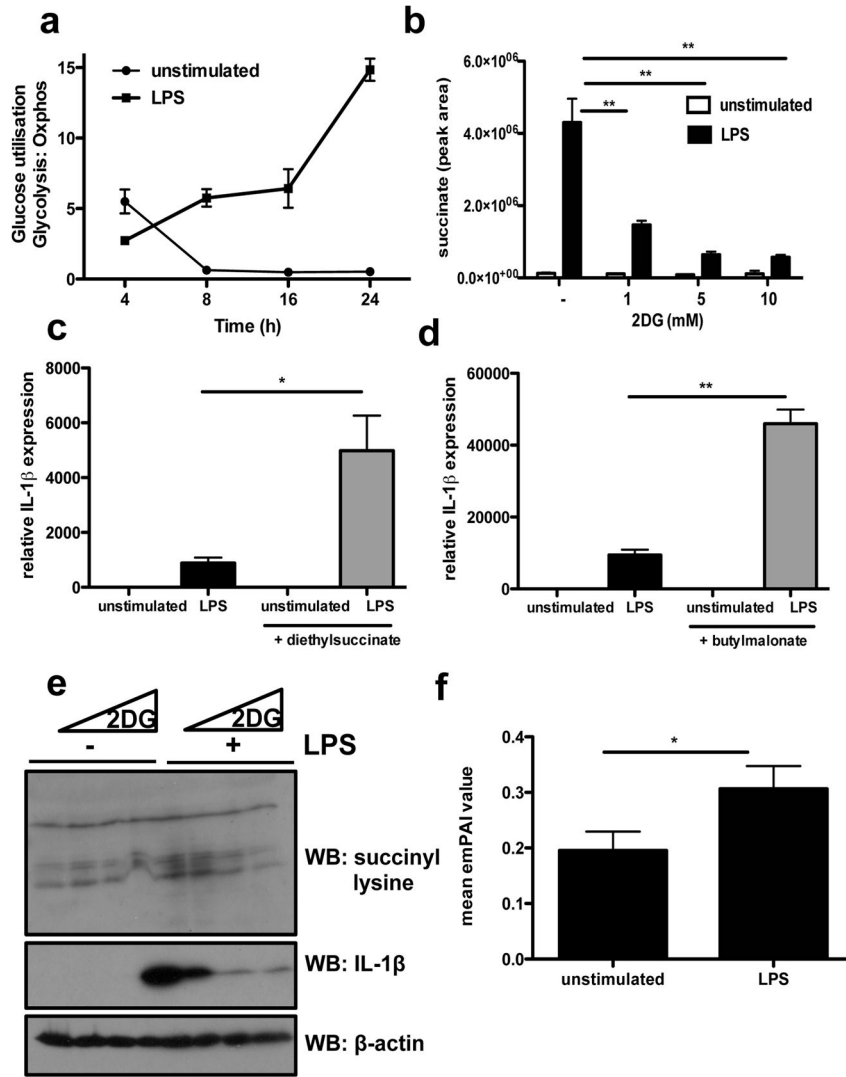 a
Glucose utilisation
Glycolysis: Oxphos
15
10
5
0
unstimulated
LPS
4 8 16 24
Time (h)
b
succinate (peak area)
6.0×10⁺⁰⁶
4.0×10⁺⁰⁶
2.0×10⁺⁰⁶
0.0×10⁺⁰⁰
**
**
**
unstimulated
LPS
- 1 5 10
2DG (mM)
c
relative IL-1β expression
8000
6000
4000
2000
0
*
unstimulated LPS unstimulated LPS
+ diethylsuccinate
d
relative IL-1β expression
60000
40000
20000
0
**
unstimulated LPS unstimulated LPS
+ butylmalonate
e
2DG 2DG
- + LPS
WB: succinyl
lysine
WB: IL-1β
WB: β-actin
f
mean emPAI value
0.4
0.3
0.2
0.1
0.0
*
unstimulated LPS